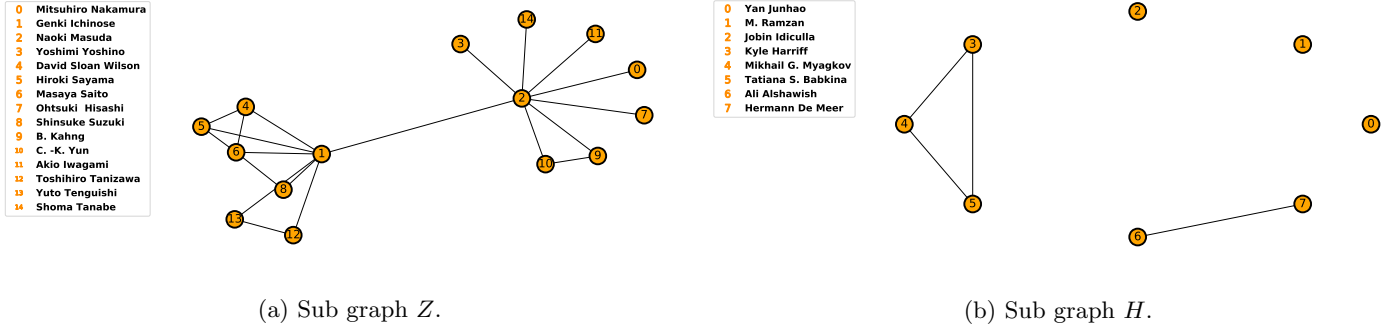 0 Mitsuhiro Nakamura
1 Genki Ichinose
2 Naoki Masuda
3 Yoshimi Yoshino
4 David Sloan Wilson
5 Hiroki Sayama
6 Masaya Saito
7 Ohtsuki Hisashi
8 Shinsuke Suzuki
9 B. Kahng
10 C. -K. Yun
11 Akio Iwagami
12 Toshihiro Tanizawa
13 Yuto Tenguishi
14 Shoma Tanabe
14
3
11
0
2
7
4
5
6
1
10
9
8
13
12
(a) Sub graph Z.
0 Yan Junhao
1 M. Ramzan
2 Jobin Idiculla
3 Kyle Harriff
4 Mikhail G. Myagkov
5 Tatiana S. Babkina
6 Ali Alshawish
7 Hermann De Meer
2
3
1
4
0
5
7
6
(b) Sub graph H.